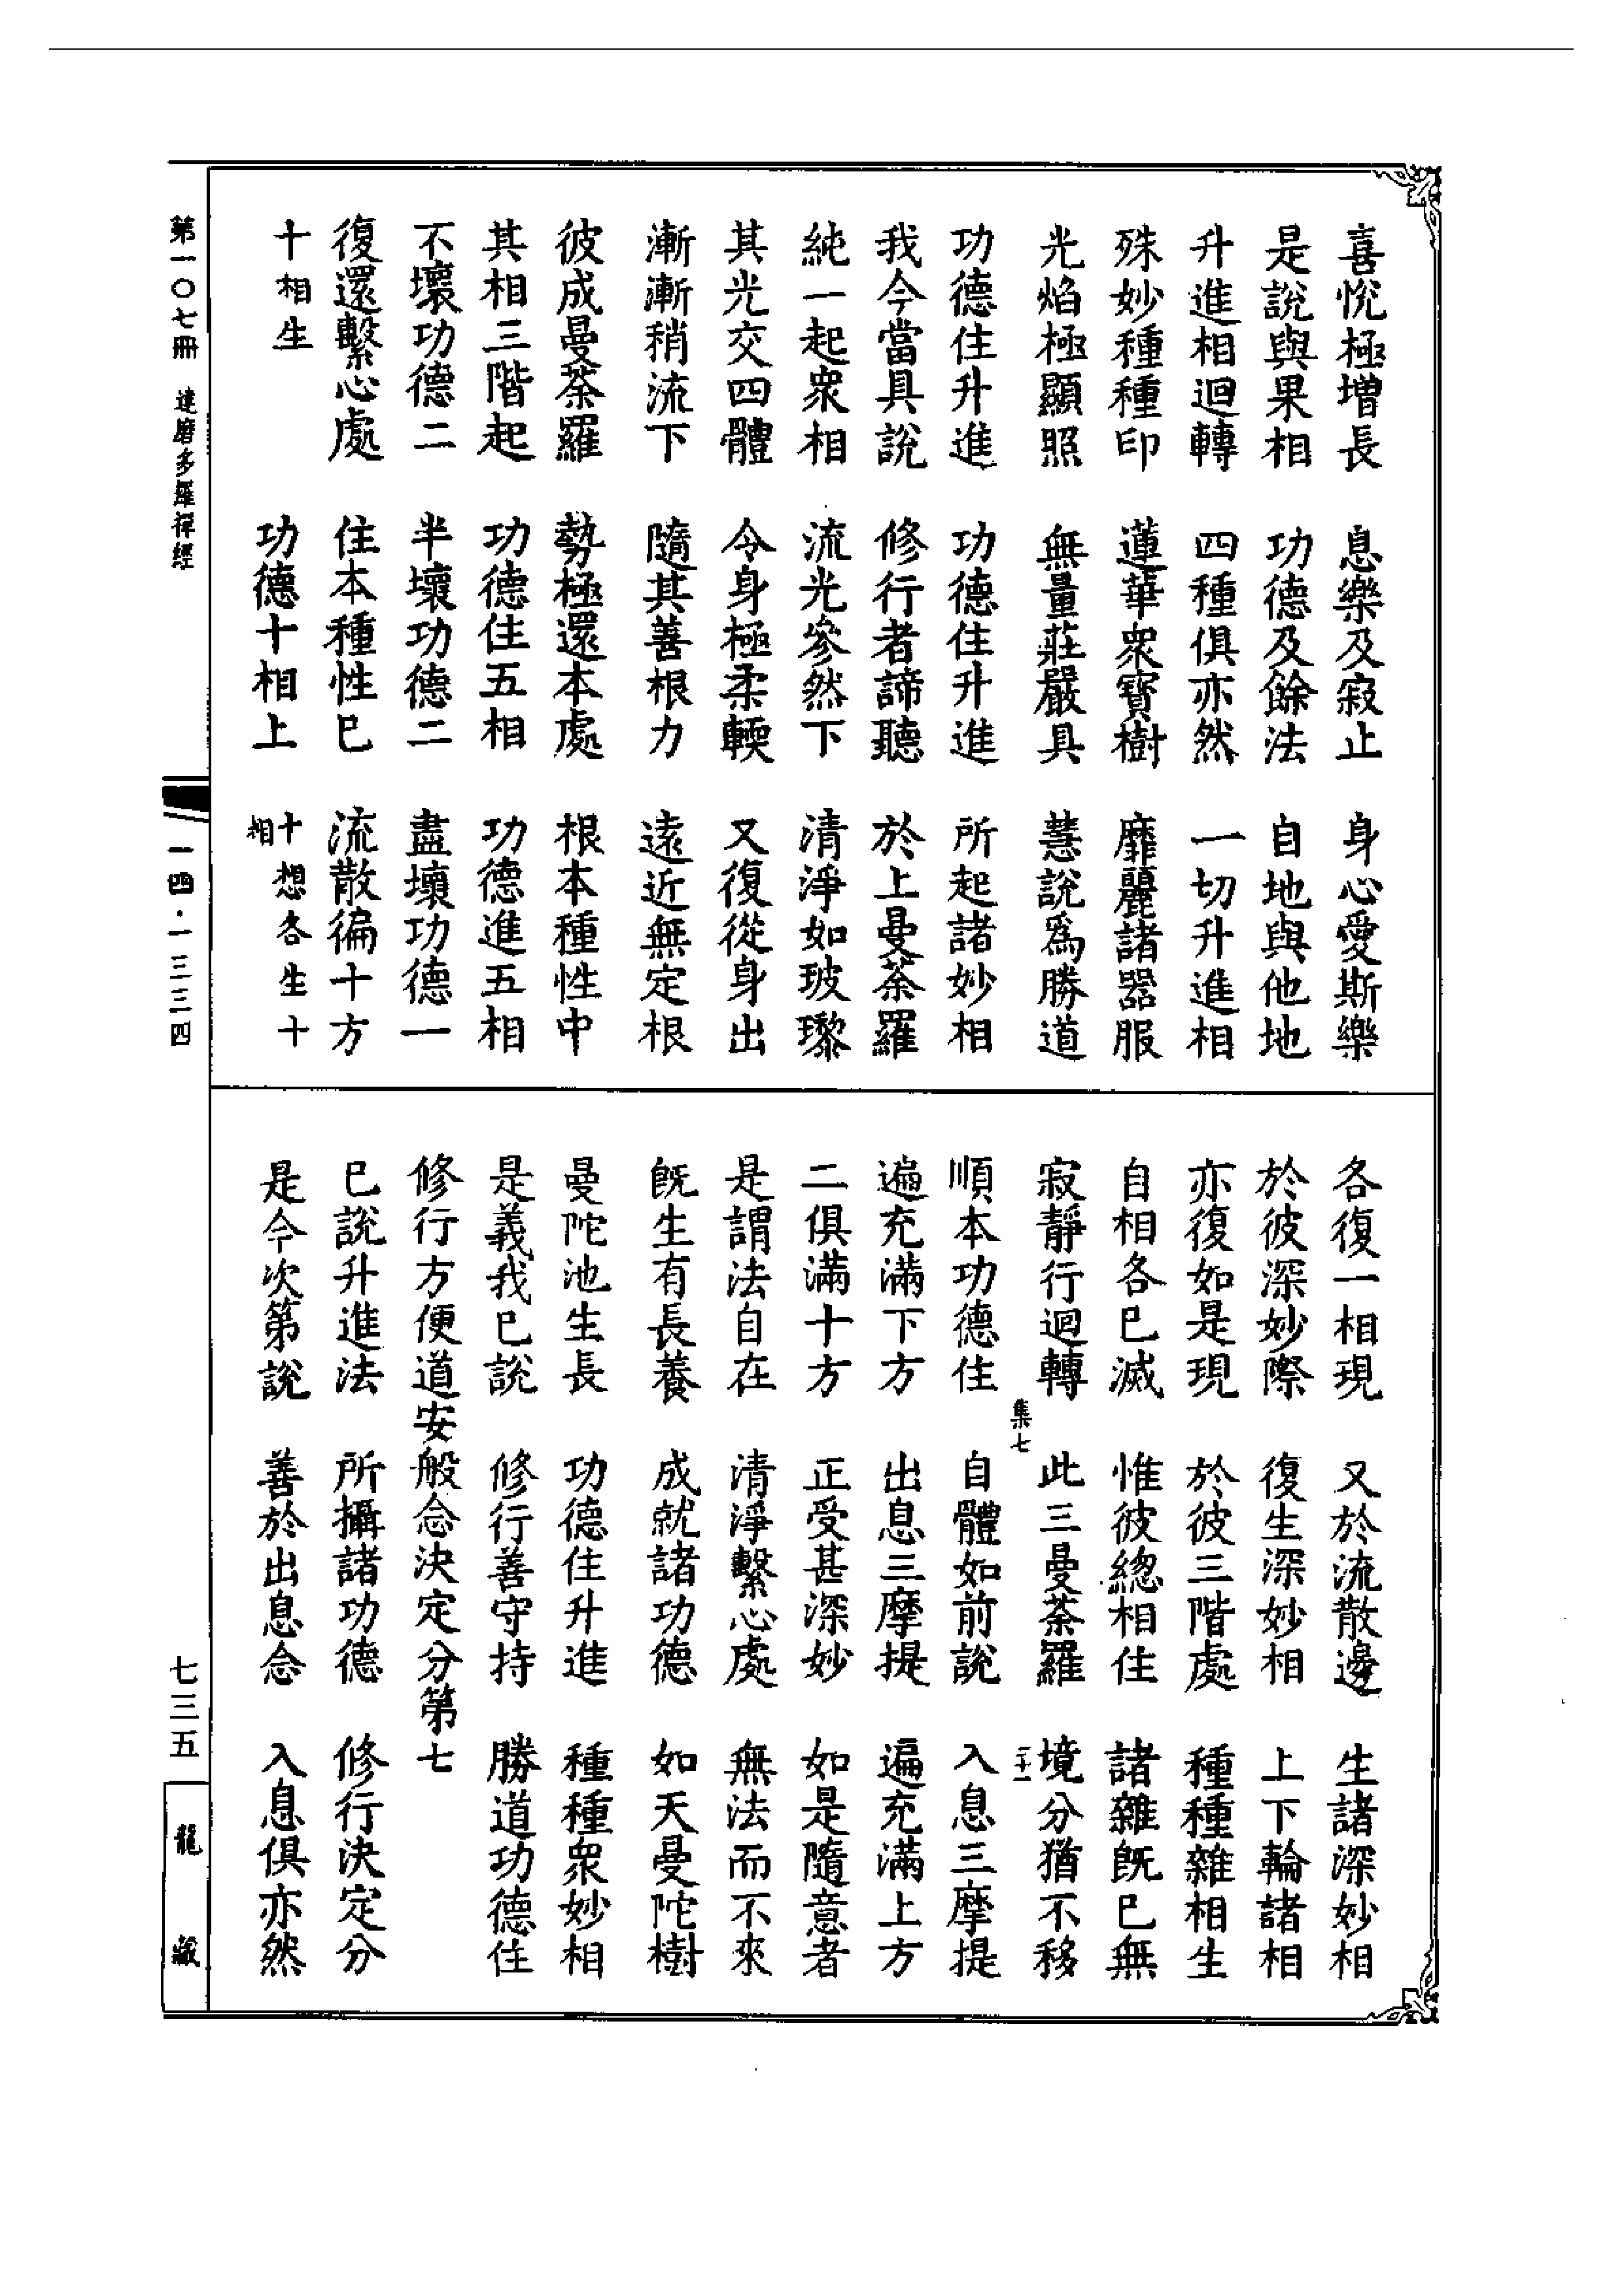 喜悅極增長　息樂及寂止　身心愛斯樂
是說與果相　功德及餘法　自地與他地
升進相迴轉　四種俱亦然　一切升進相
殊妙種種印　蓮華衆寶樹　靡麗諸器服
光焰極顯照　無量莊嚴具　慧說爲勝道
功德住升進　功德住升進　所起諸妙相
我今當具說　修行者諦聽　於上曼荼羅
純一起衆相　流光參然下　清淨如玻瓈
其光交四體　令身極柔輭　又復從身出
漸漸稍流下　隨其善根力　遠近無定根
彼成曼荼羅　勢極還本處　根本種性中
其相三階起　功德住五相　功德進五相
不壞功德二　半壞功德二　盡壞功德一
復還繫心處　住本種性已　流散徧十方
十相生　功德十相上　十想各生十相
各復一相現　又於流散邊　生諸深妙相
於彼深妙際　復生深妙相　上下輪諸相
亦復如是現　於彼三階處　種種雜相生
自相各已滅　惟彼總相住　諸雜旣已無
寂靜行迴轉　此三曼荼羅　境分猶不移
集七　二十一
順本功德住　自體如前說　入息三摩提
遍充滿下方　出息三摩提　遍充滿上方
二俱滿十方　正受甚深妙　如是隨意者
是謂法自在　清淨繫心處　無法而不來
旣生有長養　成就諸功德　如天曼陀樹
曼陀池生長　功德住升進　種種衆妙相
是義我已說　修行善守持　勝道功德住
修行方便道安般念決定分第七
已說升進法　所攝諸功德　修行決定分
是今次第說　善於出息念　入息俱亦然
第一〇七冊　達磨多羅禪經
一四·一三三四
七三五
龍藏